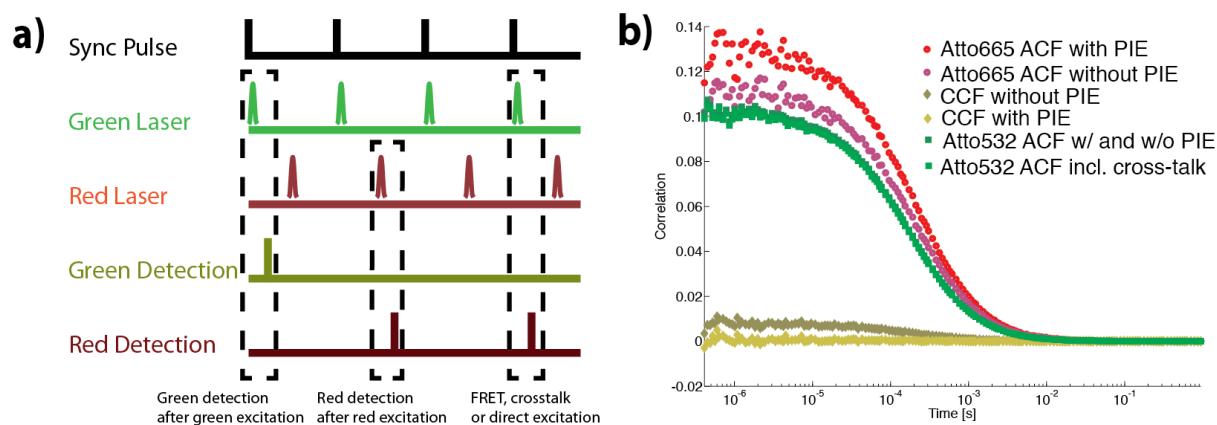 a)
Sync Pulse
Green Laser
Red Laser
Green Detection
Red Detection
Green detection
after green excitation
Red detection
after red excitation
FRET, crosstalk
or direct excitation
b)
0.14
0.12
0.1
0.08
0.06
0.04
0.02
0
-0.02
Correlation
Atto665 ACF with PIE
Atto665 ACF without PIE
CCF without PIE
CCF with PIE
Atto532 ACF w/ and w/o PIE
Atto532 ACF incl. cross-talk
10-6
10-5
10-4
10-3
10-2
10-1
Time [s]